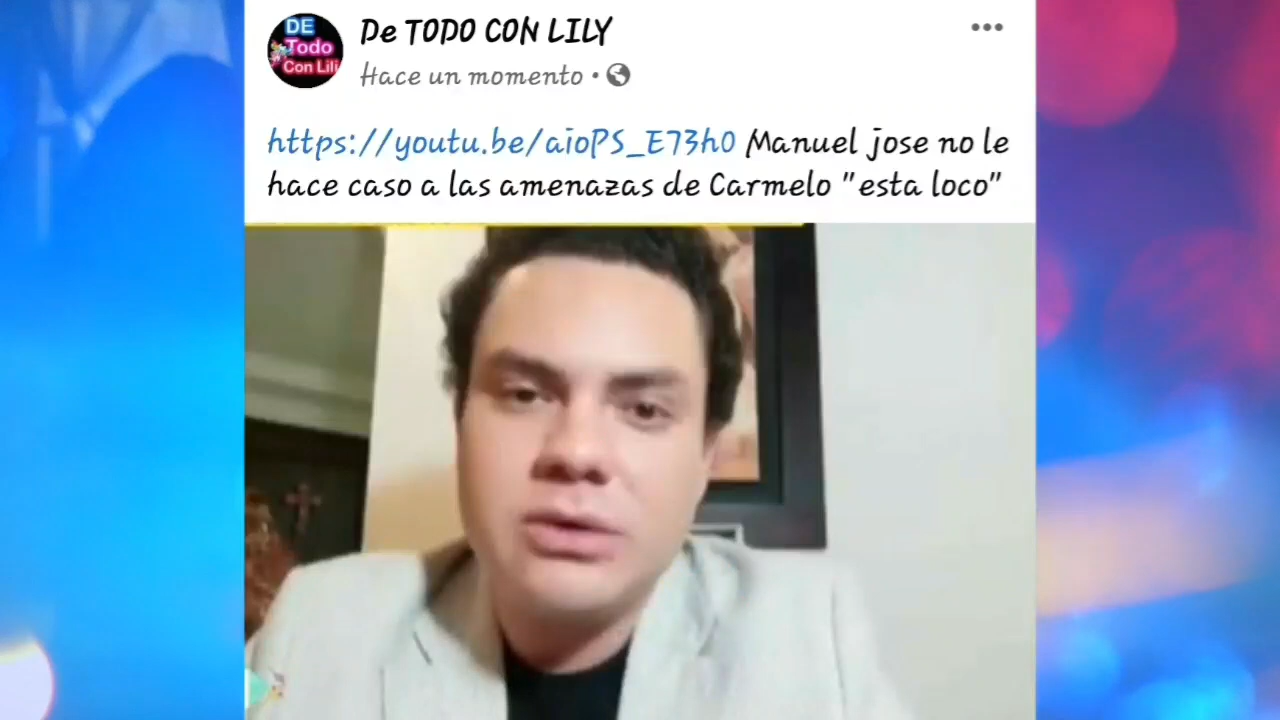 DE
Todo
Con Lili
De TODO CON LILY
Hace un momento •
https://youtu.be/aioPS_E73h0 Manuel jose no le
hace caso a las amenazas de Carmelo "esta loco"